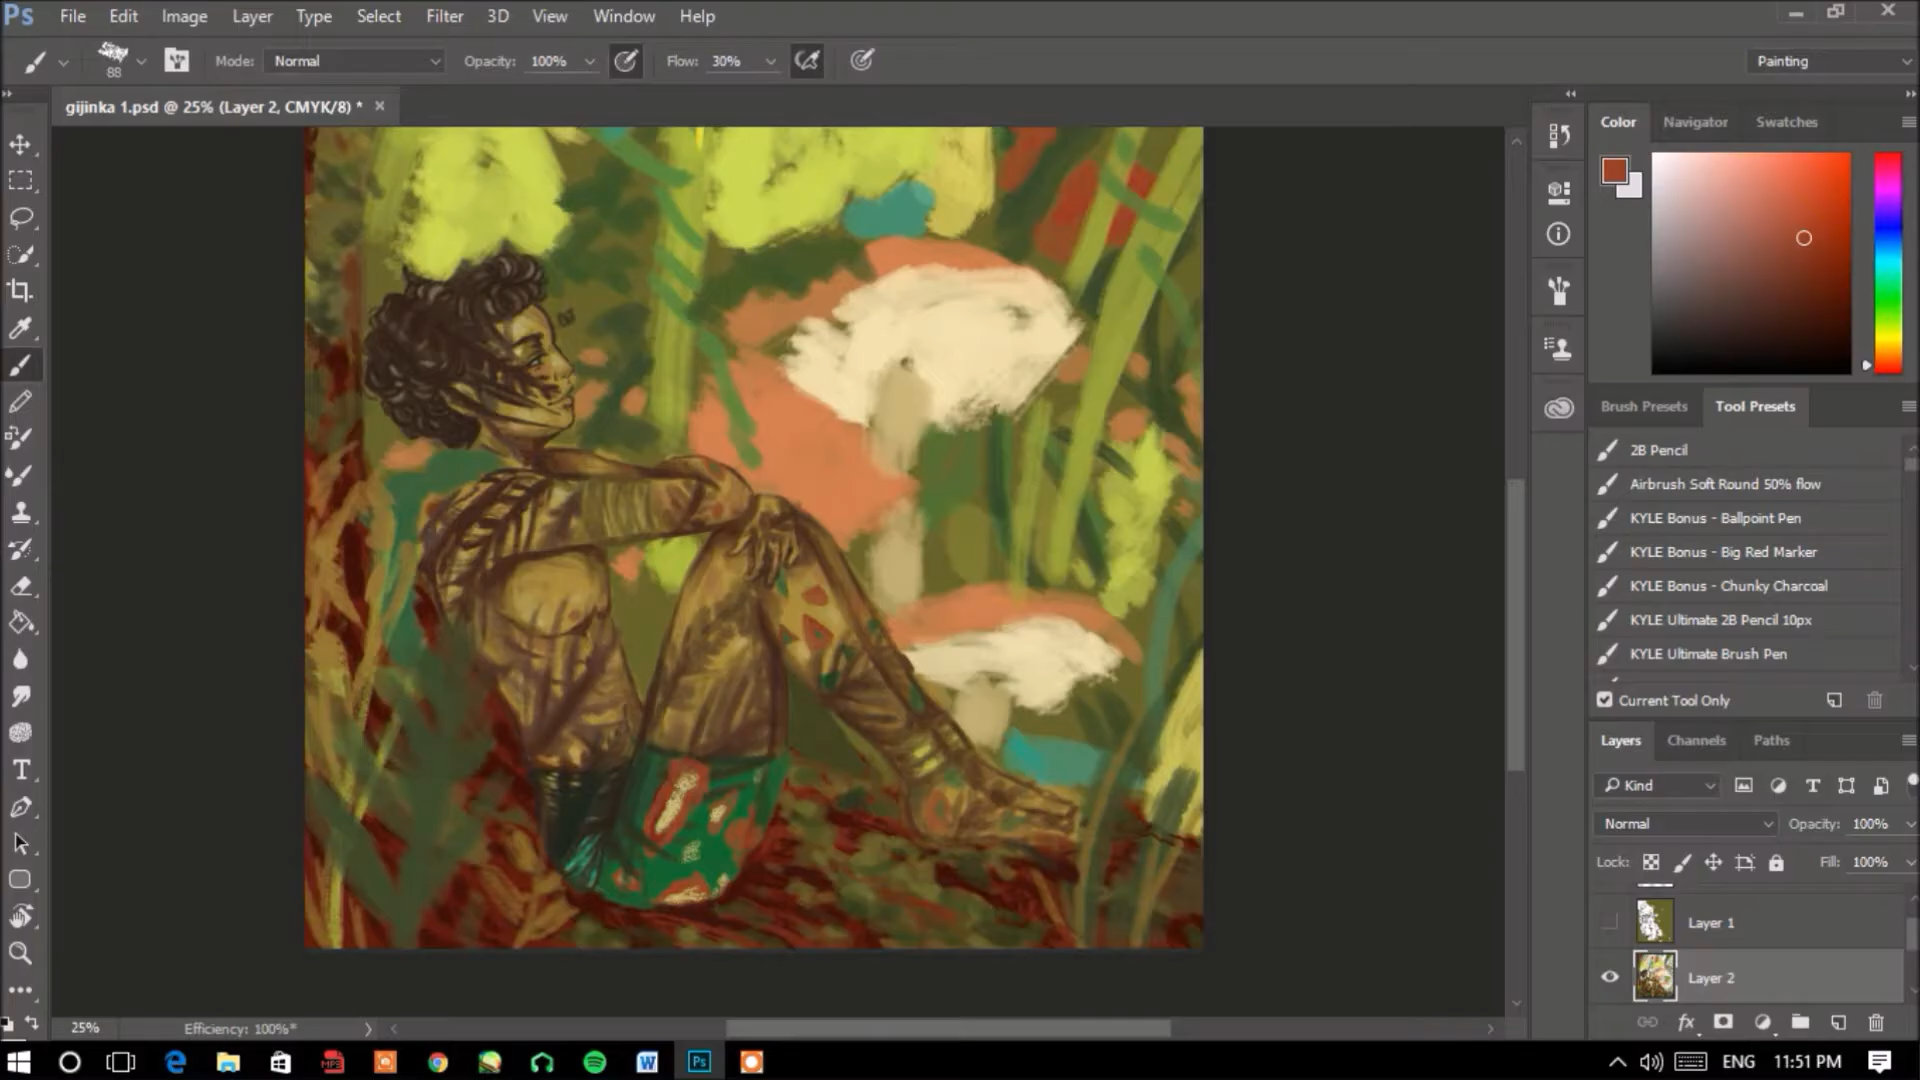 Ps File Edit Image Layer Type Select Filter 3D View Window Help
88 Mode: Normal Opacity: 100% Flow: 30% Painting
gijinka 1.psd @ 25% (Layer 2, CMYK/8) * ×
Color Navigator Swatches
Brush Presets Tool Presets
2B Pencil
Airbrush Soft Round 50% flow
KYLE Bonus - Ballpoint Pen
KYLE Bonus - Big Red Marker
KYLE Bonus - Chunky Charcoal
KYLE Ultimate 2B Pencil 10px
KYLE Ultimate Brush Pen
Current Tool Only
Layers Channels Paths
Kind
Normal Opacity: 100%
Lock: Fill: 100%
Layer 1
Layer 2
fx
25% Efficiency: 100%*
MP3 W Ps ENG 11:51 PM